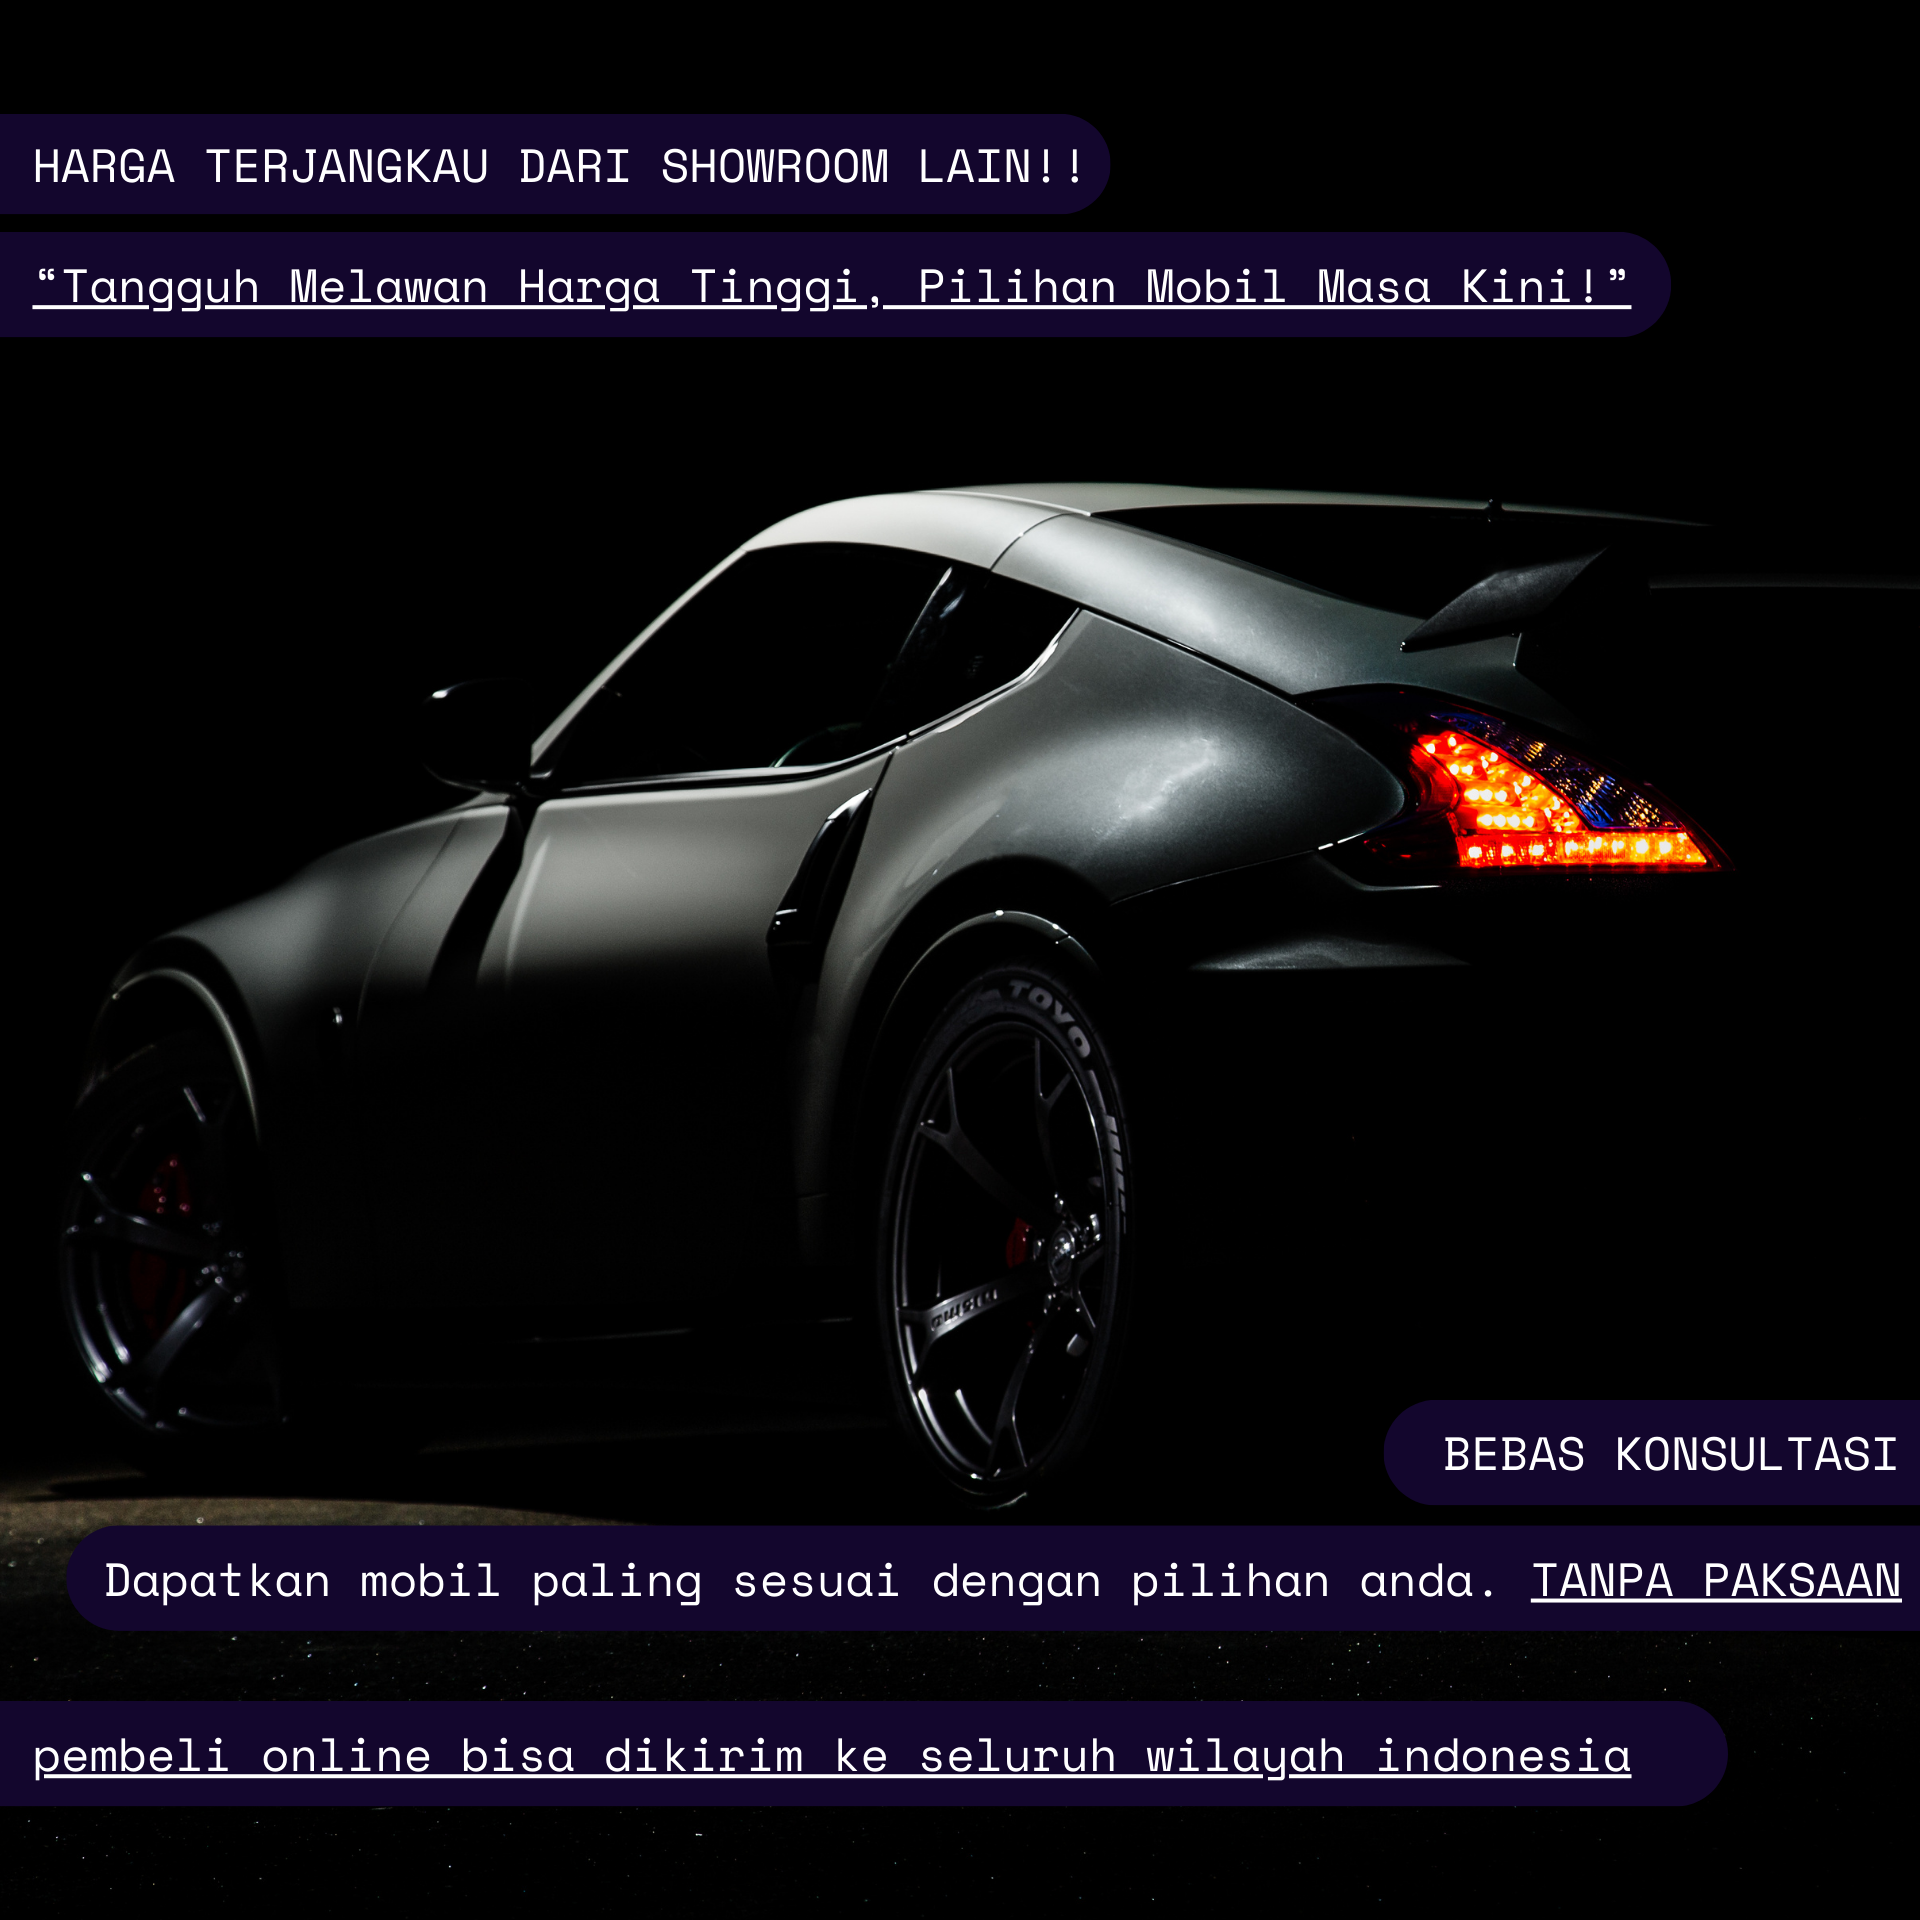 HARGA TERJANGKAU DARI SHOWROOM LAIN!!
“Tangguh Melawan Harga Tinggi, Pilihan Mobil Masa Kini!”
TOYO
nismo
BEBAS KONSULTASI
Dapatkan mobil paling sesuai dengan pilihan anda. TANPA PAKSAAN
pembeli online bisa dikirim ke seluruh wilayah indonesia